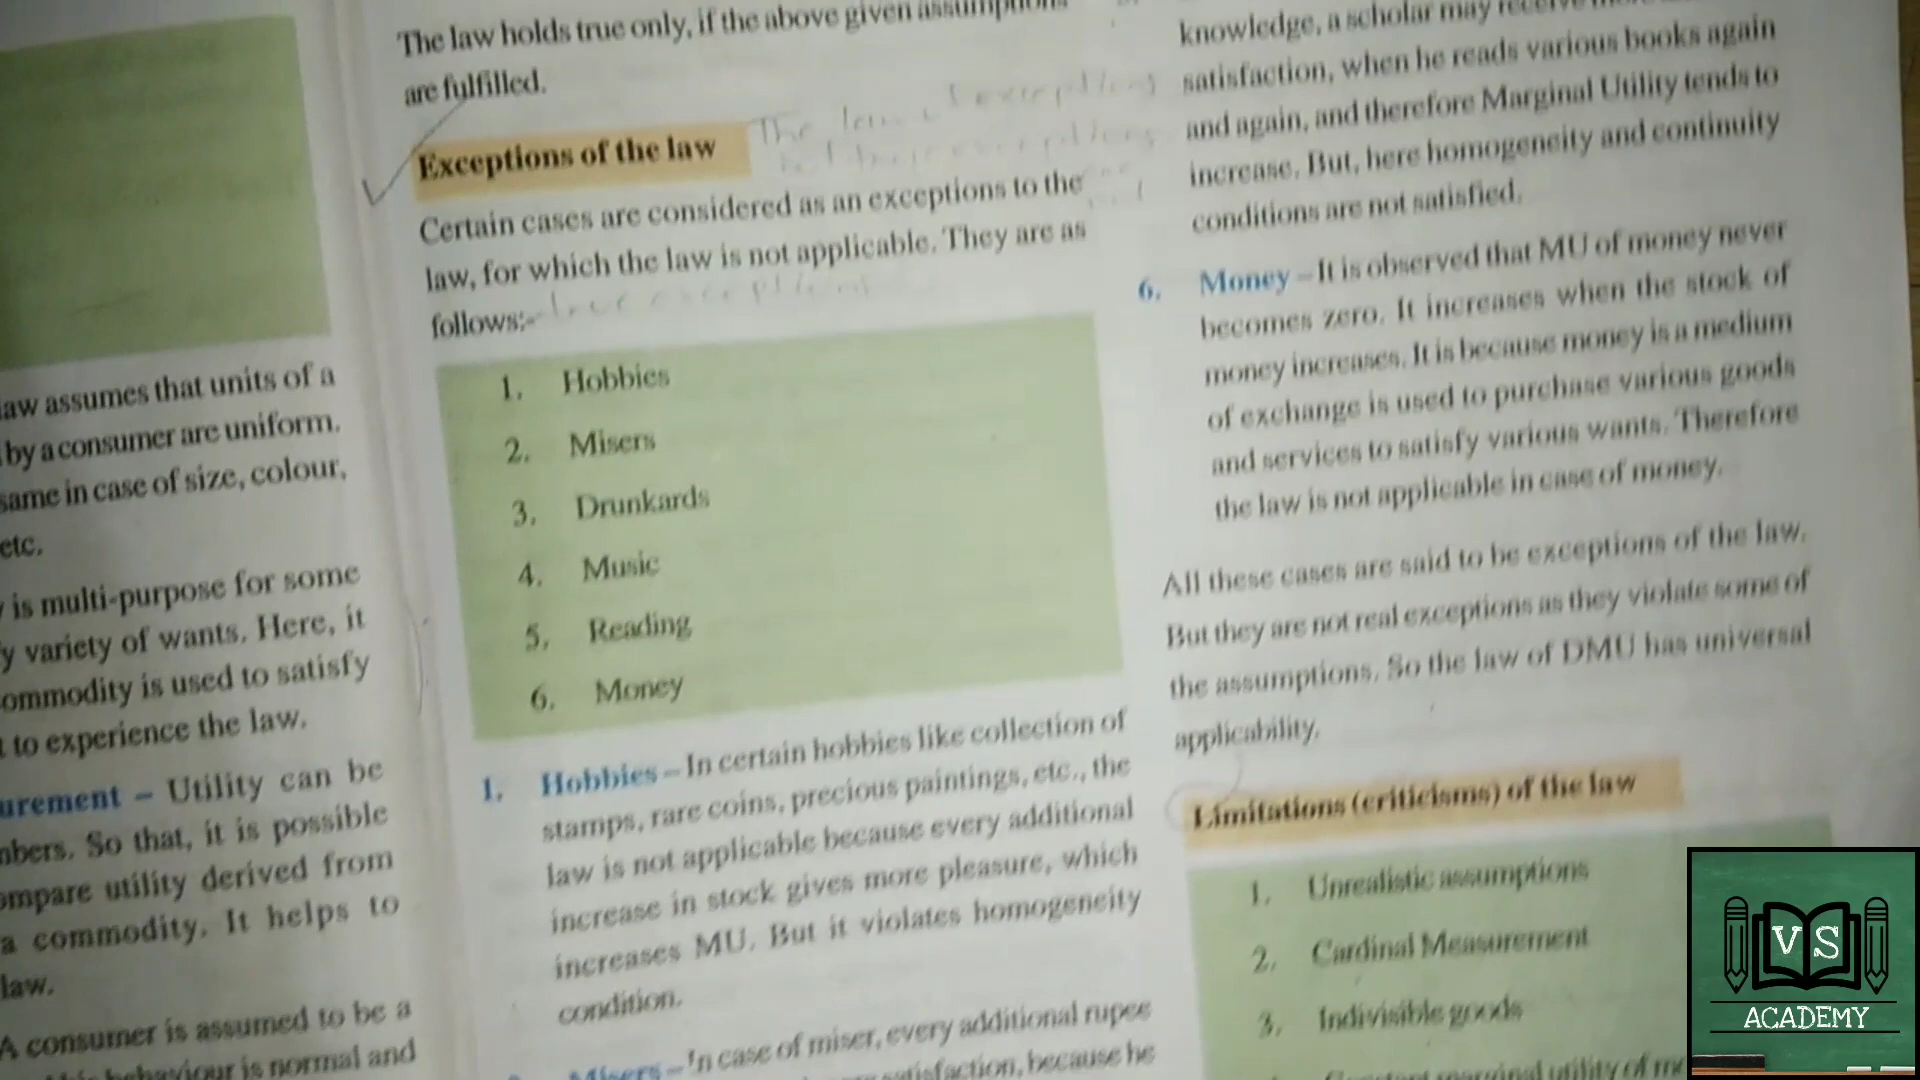 law assumes that units of a
by a consumer are uniform.
same in case of size, colour,
etc.
is multi-purpose for some
variety of wants. Here, it
commodity is used to satisfy
to experience the law.
urement – Utility can be
nbers. So that, it is possible
ompare utility derived from
a commodity. It helps to
law.
A consumer is assumed to be a
behaviour is normal and
The law holds true only, if the above given assumptions
are fulfilled.
Exceptions of the law
Certain cases are considered as an exceptions to the
law, for which the law is not applicable. They are as
follows:-
1. Hobbies
2. Misers
3. Drunkards
4. Music
5. Reading
6. Money
1. Hobbies – In certain hobbies like collection of
stamps, rare coins, precious paintings, etc., the
law is not applicable because every additional
increase in stock gives more pleasure, which
increases MU. But it violates homogeneity
condition.
Misers – In case of miser, every additional rupee
satisfaction, because he
knowledge, a scholar may receive
satisfaction, when he reads various books again
and again, and therefore Marginal Utility tends to
increase. But, here homogeneity and continuity
conditions are not satisfied.
6. Money – It is observed that MU of money never
becomes zero. It increases when the stock of
money increases. It is because money is a medium
of exchange is used to purchase various goods
and services to satisfy various wants. Therefore
the law is not applicable in case of money.
All these cases are said to be exceptions of the law.
But they are not real exceptions as they violate some of
the assumptions. So the law of DMU has universal
applicability.
Limitations (criticisms) of the law
1. Unrealistic assumptions
2. Cardinal Measurement
3. Indivisible goods
Constant marginal utility of
VS
ACADEMY